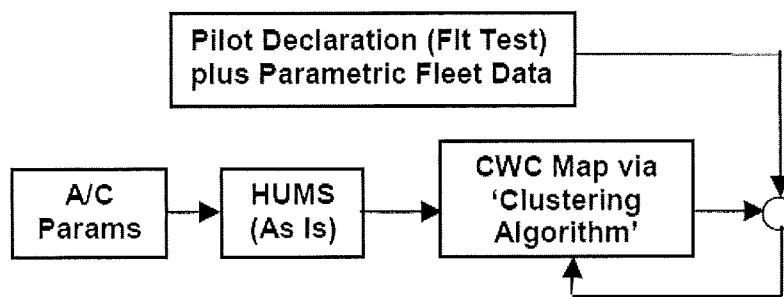 Pilot Declaration (Flt Test)
plus Parametric Fleet Data
A/C
Params
HUMS
(As Is)
CWC Map via
‘Clustering
Algorithm’